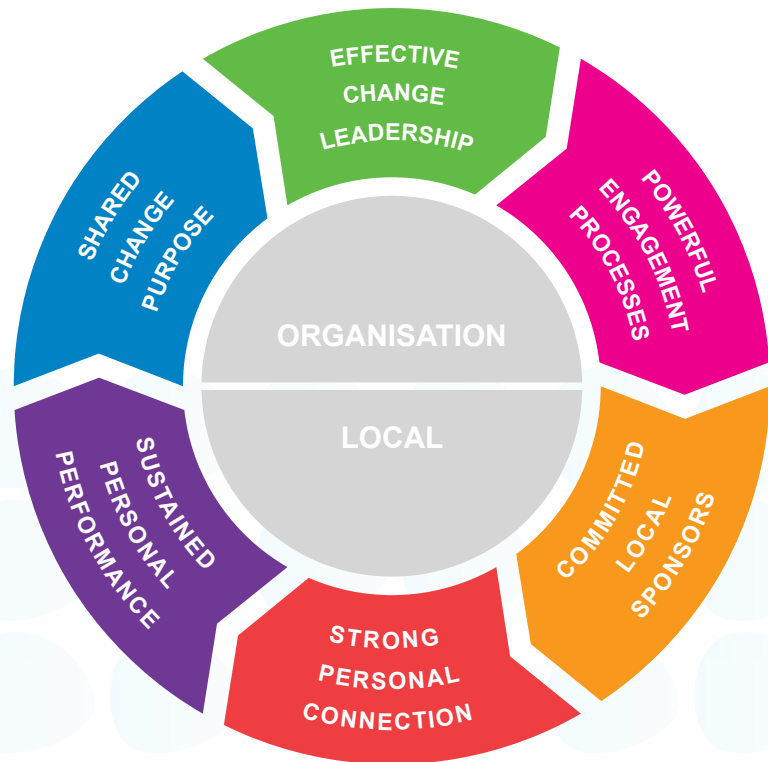 EFFECTIVE
CHANGE
LEADERSHIP
POWERFUL
ENGAGEMENT
PROCESSES
COMMITTED
LOCAL
SPONSORS
STRONG
PERSONAL
CONNECTION
SUSTAINED
PERSONAL
PERFORMANCE
SHARED
CHANGE
PURPOSE
ORGANISATION
LOCAL